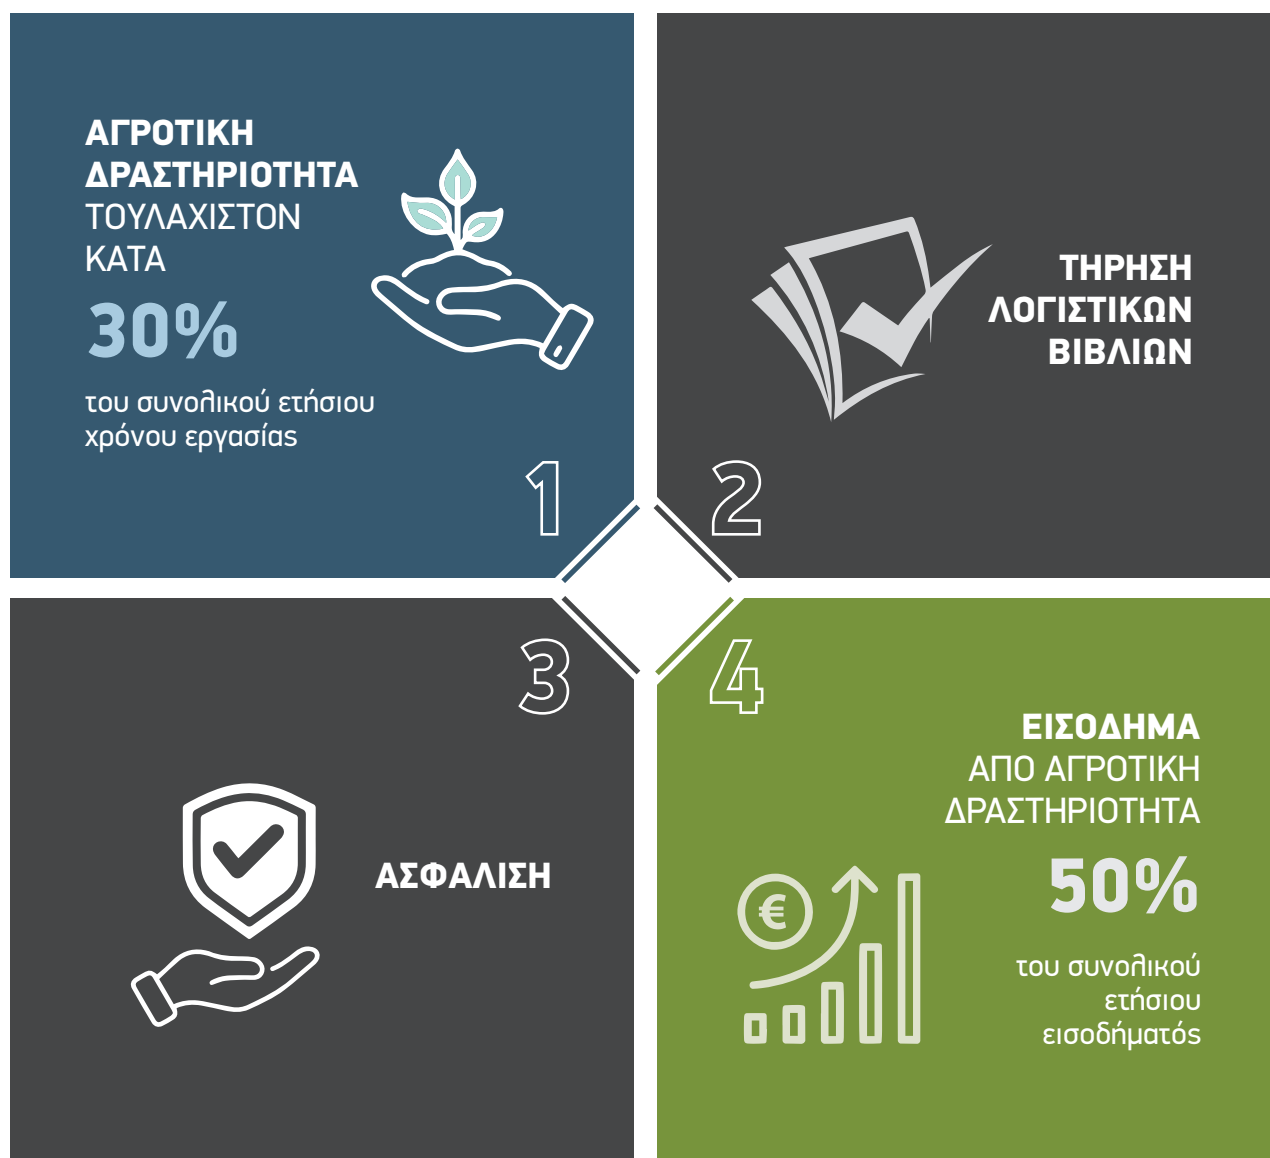 ΑΓΡΟΤΙΚΗ
ΔΡΑΣΤΗΡΙΟΤΗΤΑ
ΤΟΥΛΑΧΙΣΤΟΝ
ΚΑΤΑ
30%
του συνολικού ετήσιου
χρόνου εργασίας
1
ΤΗΡΗΣΗ
ΛΟΓΙΣΤΙΚΩΝ
ΒΙΒΛΙΩΝ
2
3
ΑΣΦΑΛΙΣΗ
4
ΕΙΣΟΔΗΜΑ
ΑΠΟ ΑΓΡΟΤΙΚΗ
ΔΡΑΣΤΗΡΙΟΤΗΤΑ
50%
του συνολικού
ετήσιου
εισοδήματός
€